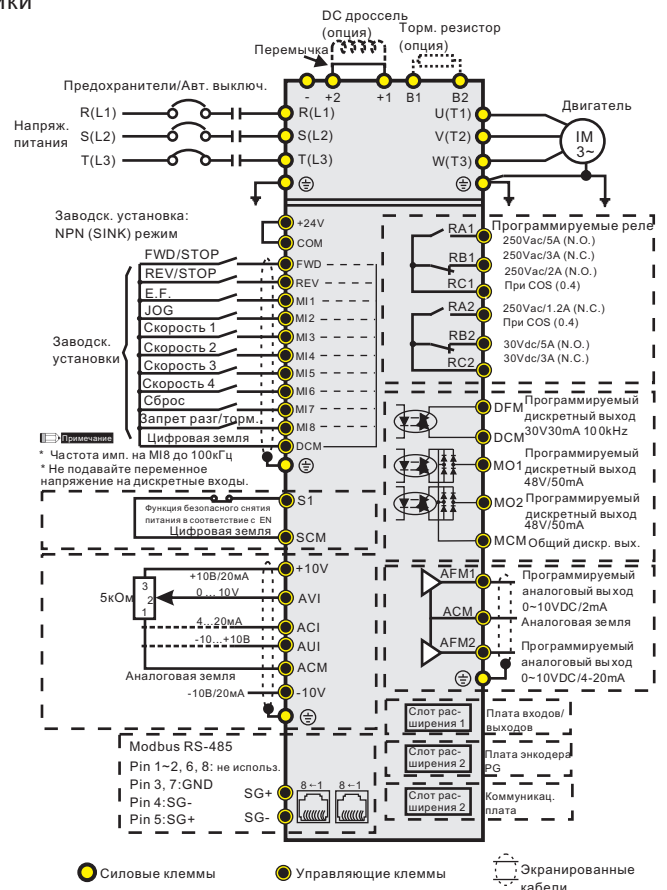 ики
DC дроссель
(опция)
Торм. резистор
(опция)
Перемычка
Предохранители/Авт. выключ.
- +2 +1 B1 B2
Двигатель
Напряж.
питания
R(L1)
S(L2)
T(L3)
R(L1)
S(L2)
T(L3)
U(T1)
V(T2)
W(T3)
IM
3~
Заводск. установка:
NPN (SINK) режим
+24V
COM
Заводск.
установки
FWD/STOP
FWD
REV/STOP
REV
E.F.
MI1
JOG
MI2
Скорость 1
MI3
Скорость 2
MI4
Скорость 3
MI5
Скорость 4
MI6
Сброс
MI7
Запрет разг/торм.
MI8
Цифровая земля
DCM
Примечание
* Частота имп. на MI8 до 100кГц
* Не подавайте переменное
напряжение на дискретные входы.
Программируемые реле
RA1
250Vac/5A (N.O.)
250Vac/3A (N.C.)
RB1
250Vac/2A (N.O.)
RC1
При COS (0.4)
RA2
250Vac/1.2A (N.C.)
При COS (0.4)
RB2
30Vdc/5A (N.O.)
30Vdc/3A (N.C.)
RC2
DFM
Программируемый
дискретный выход
30V30mA 100kHz
DCM
MO1
Программируемый
дискретный выход
48V/50mA
MO2
Программируемый
дискретный выход
48V/50mA
MCM
Общий дискр. вых.
S1
Функция безопасного снятия
питания в соответствие с EN
Цифровая земля
SCM
+10V
+10В/20мА
5кОм
3
2
1
0...10V
AVI
4...20мА
ACI
-10...+10В
AUI
ACM
Аналоговая земля
-10В/20мА
-10V
AFM1
Программируемый
аналоговый выход
0~10VDC/2mA
ACM
Аналоговая земля
AFM2
Программируемый
аналоговый выход
0~10VDC/4-20mA
Modbus RS-485
Pin 1~2, 6, 8: не использ.
Pin 3, 7:GND
Pin 4:SG-
Pin 5:SG+
SG+
SG-
8←1
8←1
Слот рас-
ширения 1
Плата входов/
выходов
Слот рас-
ширения 2
Плата энкодера
PG
Слот рас-
ширения 2
Коммуникац.
плата
Силовые клеммы
Управляющие клеммы
Экранированные
кабели